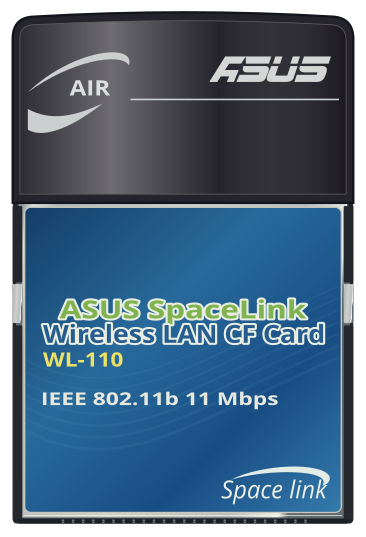 AIR
ASUS
ASUS SpaceLink
Wireless LAN CF Card
WL-110
IEEE 802.11b 11 Mbps
Space link